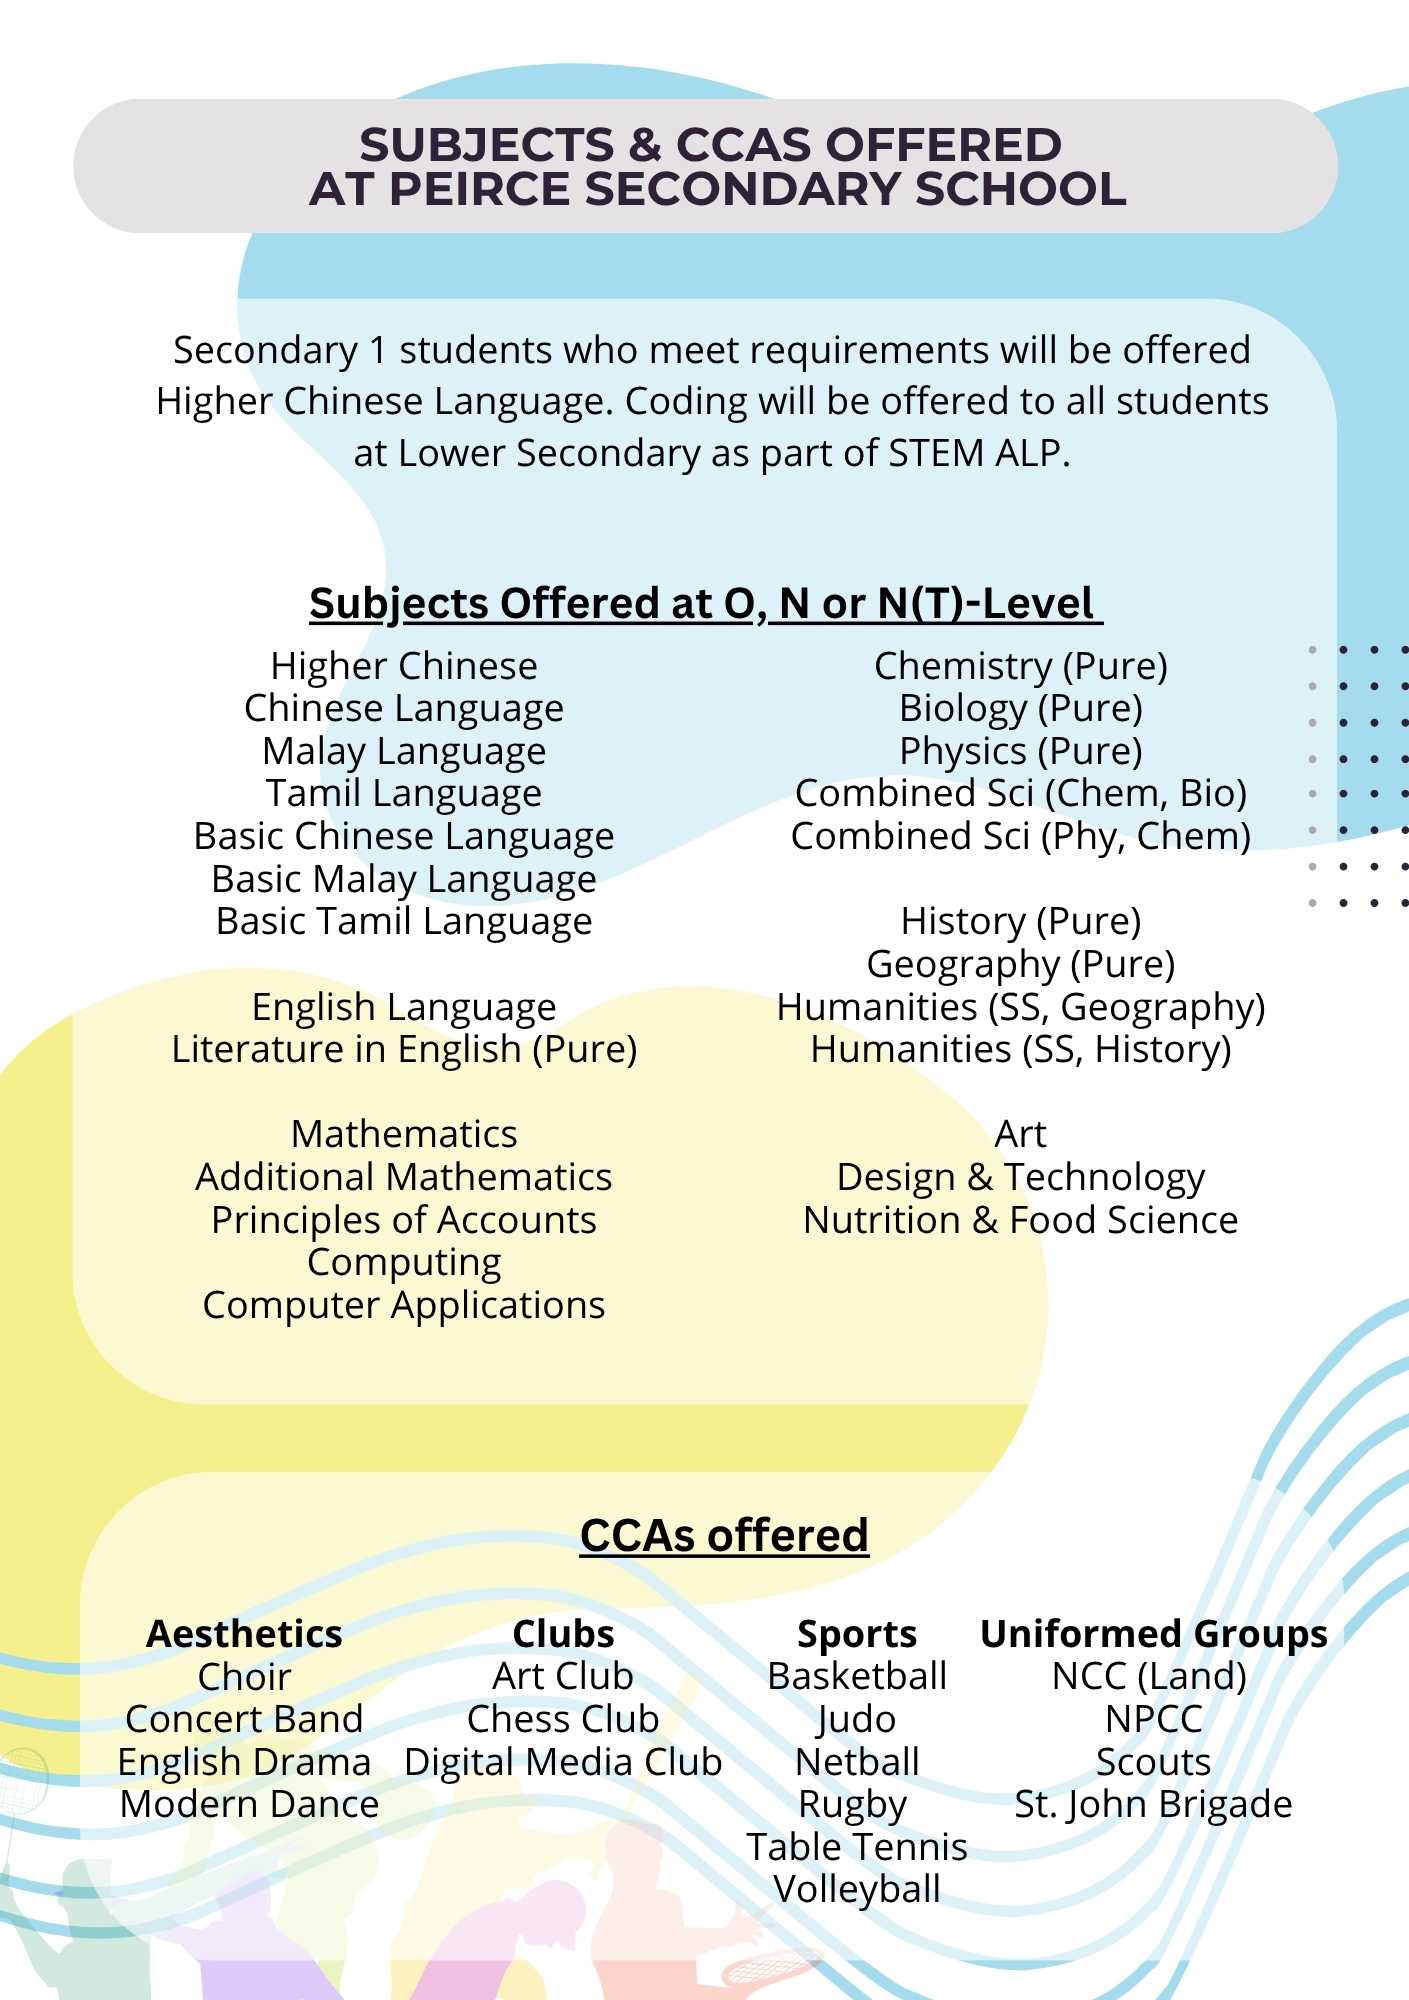 SUBJECTS & CCAS OFFERED
AT PEIRCE SECONDARY SCHOOL
Secondary 1 students who meet requirements will be offered
Higher Chinese Language. Coding will be offered to all students
at Lower Secondary as part of STEM ALP.
Subjects Offered at O, N or N(T)-Level
Higher Chinese
Chinese Language
Malay Language
Tamil Language
Basic Chinese Language
Basic Malay Language
Basic Tamil Language
English Language
Literature in English (Pure)
Mathematics
Additional Mathematics
Principles of Accounts
Computing
Computer Applications
Chemistry (Pure)
Biology (Pure)
Physics (Pure)
Combined Sci (Chem, Bio)
Combined Sci (Phy, Chem)
History (Pure)
Geography (Pure)
Humanities (SS, Geography)
Humanities (SS, History)
Art
Design & Technology
Nutrition & Food Science
CCAs offered
Aesthetics
Choir
Concert Band
English Drama
Modern Dance
Clubs
Art Club
Chess Club
Digital Media Club
Sports
Basketball
Judo
Netball
Rugby
Table Tennis
Volleyball
Uniformed Groups
NCC (Land)
NPCC
Scouts
St. John Brigade